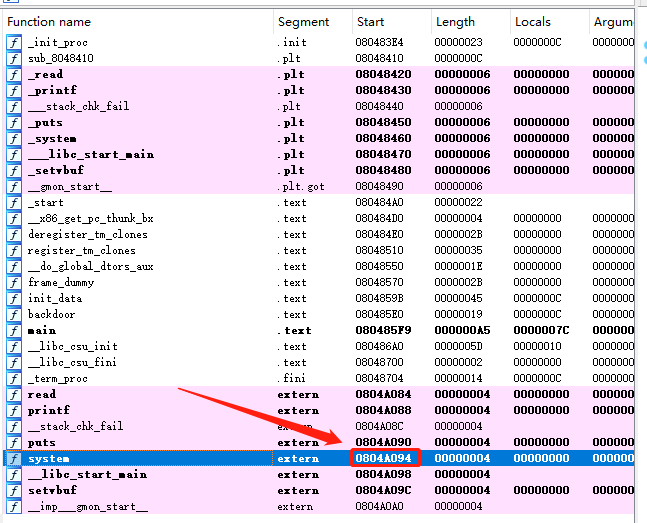 Function name Segment Start Length Locals Argume
f _init_proc .init 080483E4 00000023 0000000C 0000000
f sub_8048410 .plt 08048410 0000000C
f _read .plt 08048420 00000006 00000000 0000000
f _printf .plt 08048430 00000006 00000000 0000000
f ___stack_chk_fail .plt 08048440 00000006
f _puts .plt 08048450 00000006 00000000 0000000
f _system .plt 08048460 00000006 00000000 0000000
f ___libc_start_main .plt 08048470 00000006 00000000 0000000
f _setvbuf .plt 08048480 00000006 00000000 0000000
f __gmon_start__ .plt.got 08048490 00000006
f _start .text 080484A0 00000022
f __x86_get_pc_thunk_bx .text 080484D0 00000004 00000000 0000000
f deregister_tm_clones .text 080484E0 0000002B 00000000 0000000
f register_tm_clones .text 08048510 00000035 00000000 0000000
f __do_global_dtors_aux .text 08048550 0000001E 00000000 0000000
f frame_dummy .text 08048570 0000002B 00000000 0000000
f init_data .text 0804859B 00000045 0000000C 0000000
f backdoor .text 080485E0 00000019 0000000C 0000000
f main .text 080485F9 000000A5 0000007C 0000000
f __libc_csu_init .text 080486A0 0000005D 00000010 0000000
f __libc_csu_fini .text 08048700 00000002 00000000 0000000
f _term_proc .fini 08048704 00000014 0000000C 0000000
f read extern 0804A084 00000004 00000000 0000000
f printf extern 0804A088 00000004 00000000 0000000
f __stack_chk_fail extern 0804A08C 00000004
f puts extern 0804A090 00000004 00000000 0000000
f system extern 0804A094 00000004 00000000 0000000
f __libc_start_main extern 0804A098 00000004
f setvbuf extern 0804A09C 00000004 00000000 0000000
f __imp___gmon_start__ extern 0804A0A0 00000004